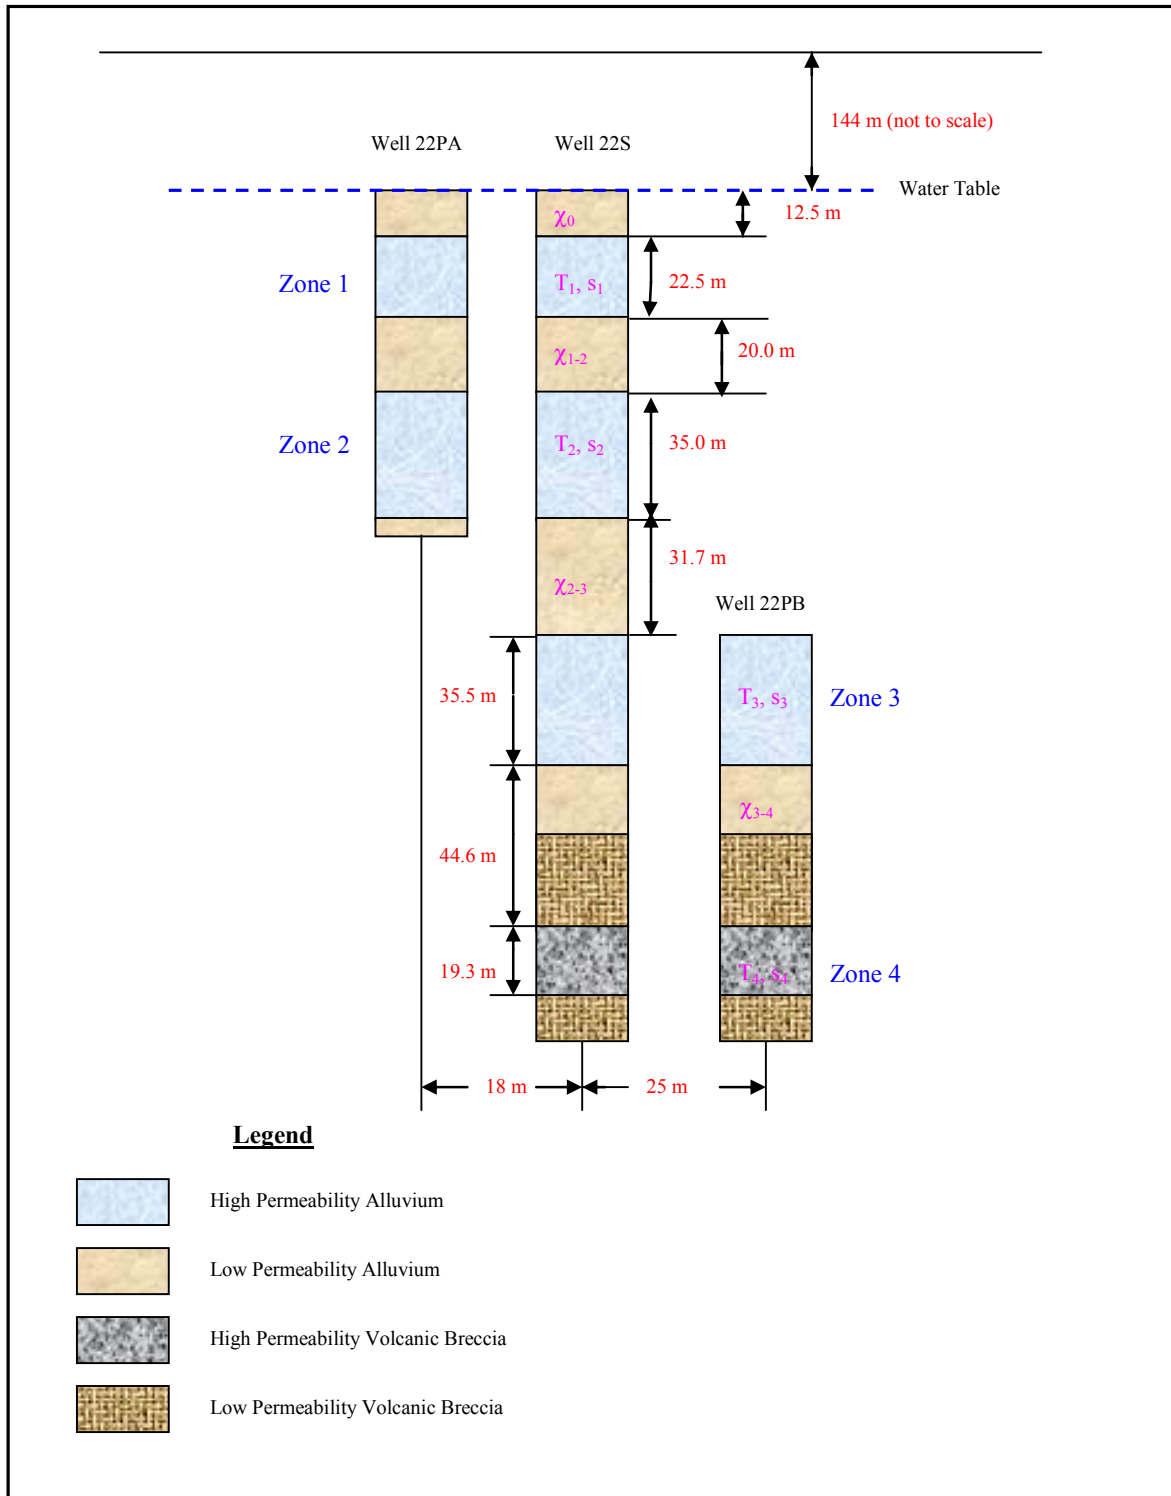 144 m (not to scale)
Well 22PA
Well 22S
Water Table
12.5 m
χ0
Zone 1
T1, s1
22.5 m
χ1-2
20.0 m
Zone 2
T2, s2
35.0 m
χ2-3
31.7 m
Well 22PB
35.5 m
T3, s3
Zone 3
χ3-4
44.6 m
19.3 m
T4, s4
Zone 4
18 m
25 m
Legend
High Permeability Alluvium
Low Permeability Alluvium
High Permeability Volcanic Breccia
Low Permeability Volcanic Breccia